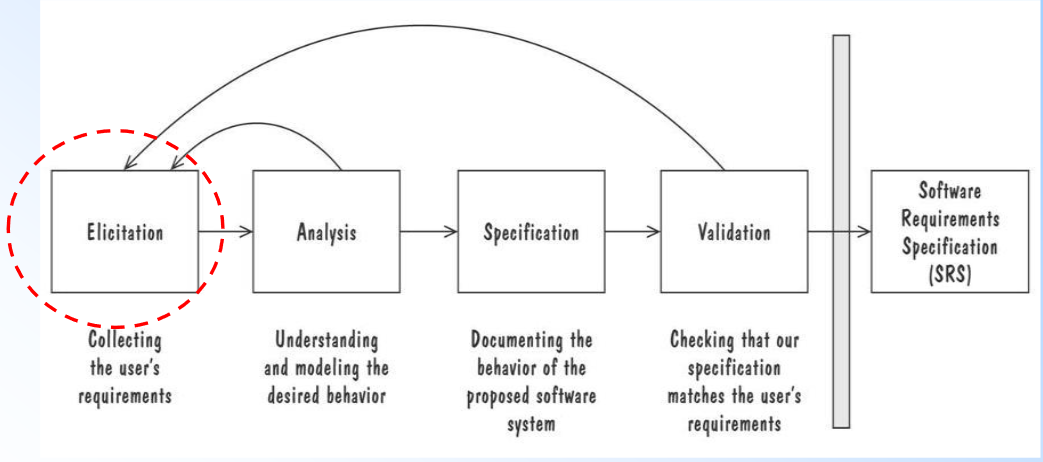 Elicitation
Analysis
Specification
Validation
Software
Requirements
Specification
(SRS)
Collecting
the user's
requirements
Understanding
and modeling the
desired behavior
Documenting the
behavior of the
proposed software
system
Checking that our
specification
matches the user's
requirements